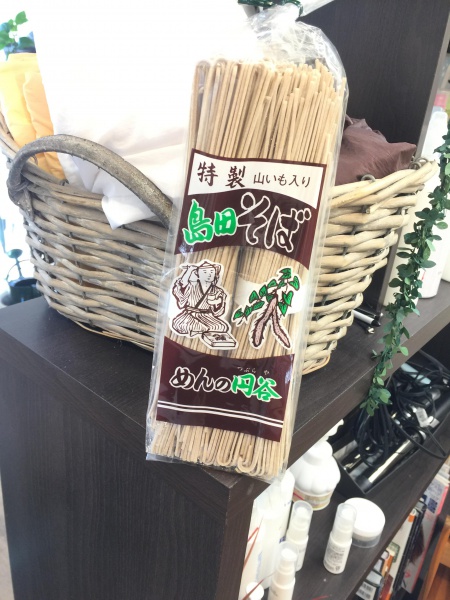 特製 山いも入り
島田そば
つぶらや
めんの円谷